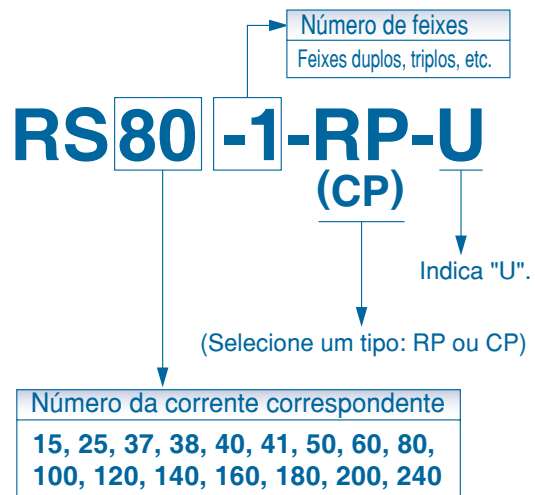 Número de feixes
Feixes duplos, triplos, etc.
RS80 -1-RP-U
(CP)
Indica "U".
(Selecione um tipo: RP ou CP)
Número da corrente correspondente
15, 25, 37, 38, 40, 41, 50, 60, 80,
100, 120, 140, 160, 180, 200, 240